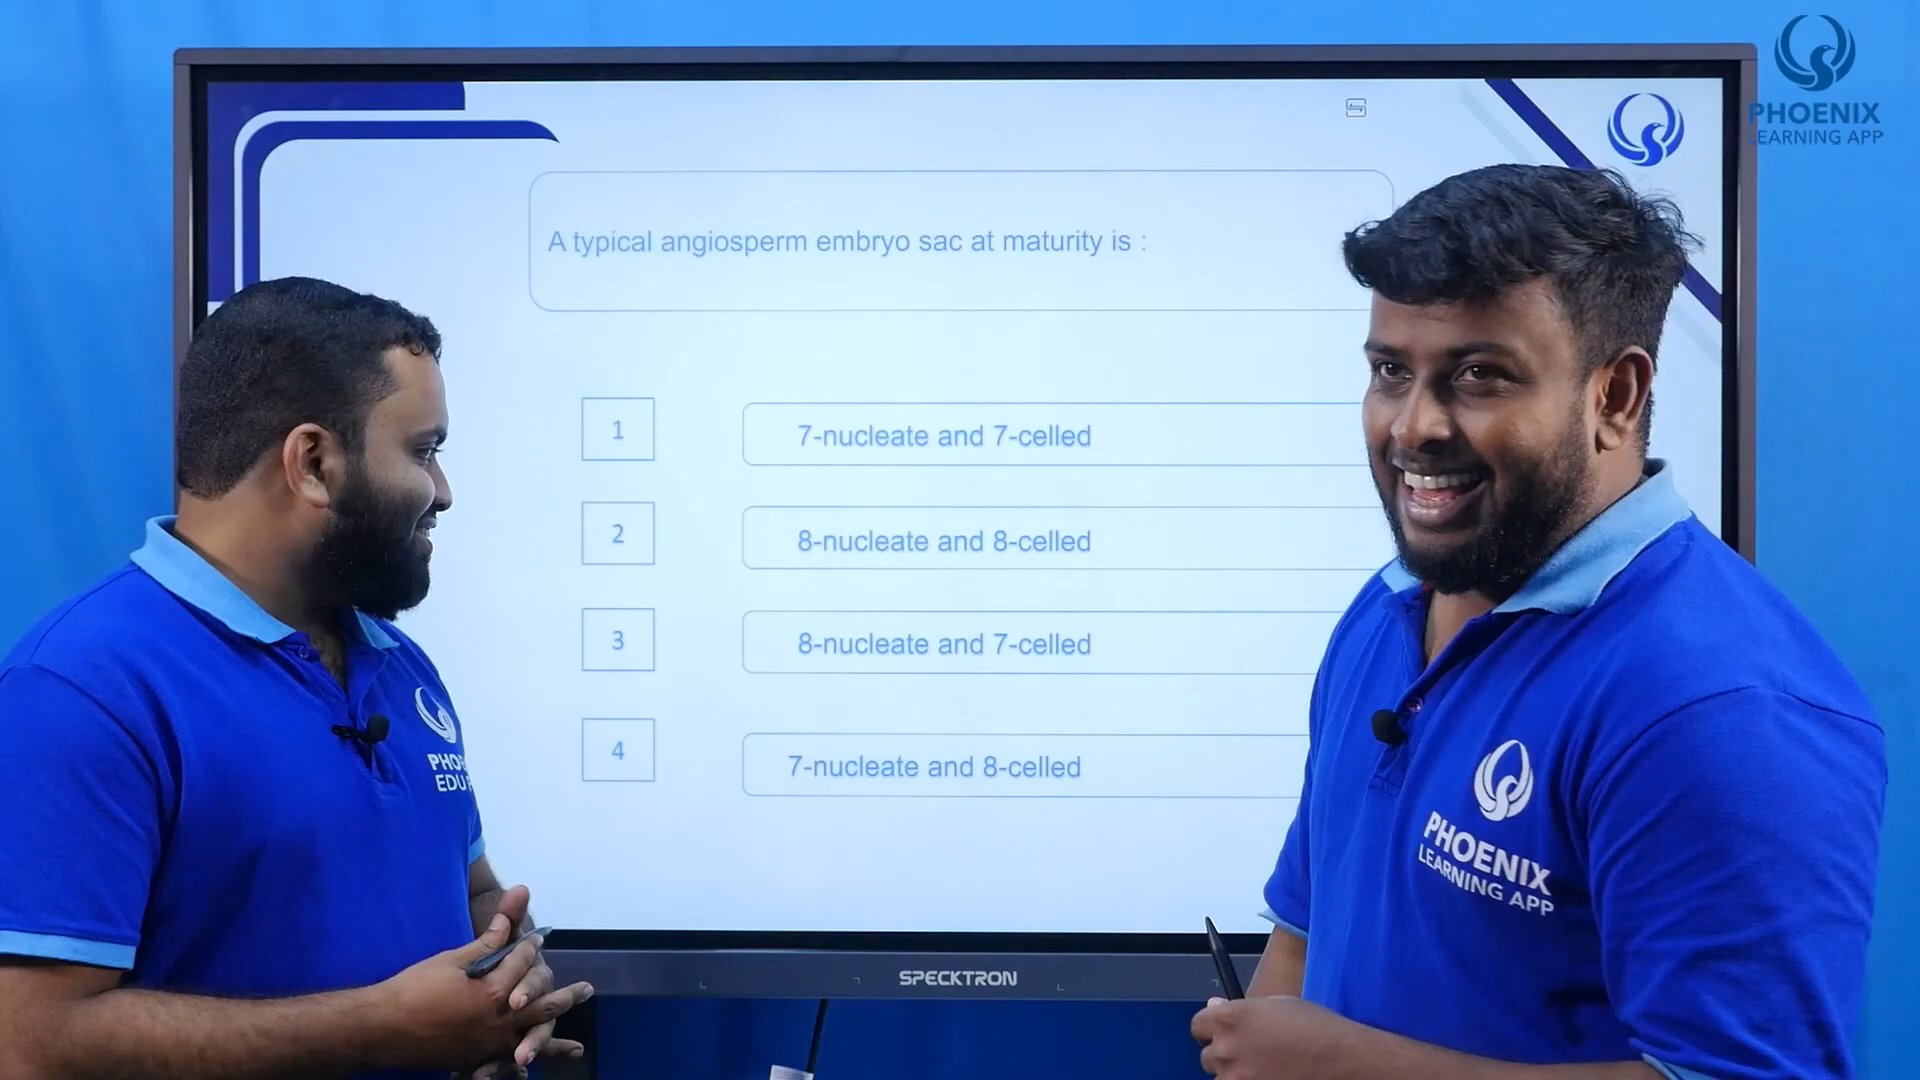 PHOENIX
LEARNING APP
A typical angiosperm embryo sac at maturity is :
1
7-nucleate and 7-celled
2
8-nucleate and 8-celled
3
8-nucleate and 7-celled
4
7-nucleate and 8-celled
PHOENIX
LEARNING APP
SPECKTRON